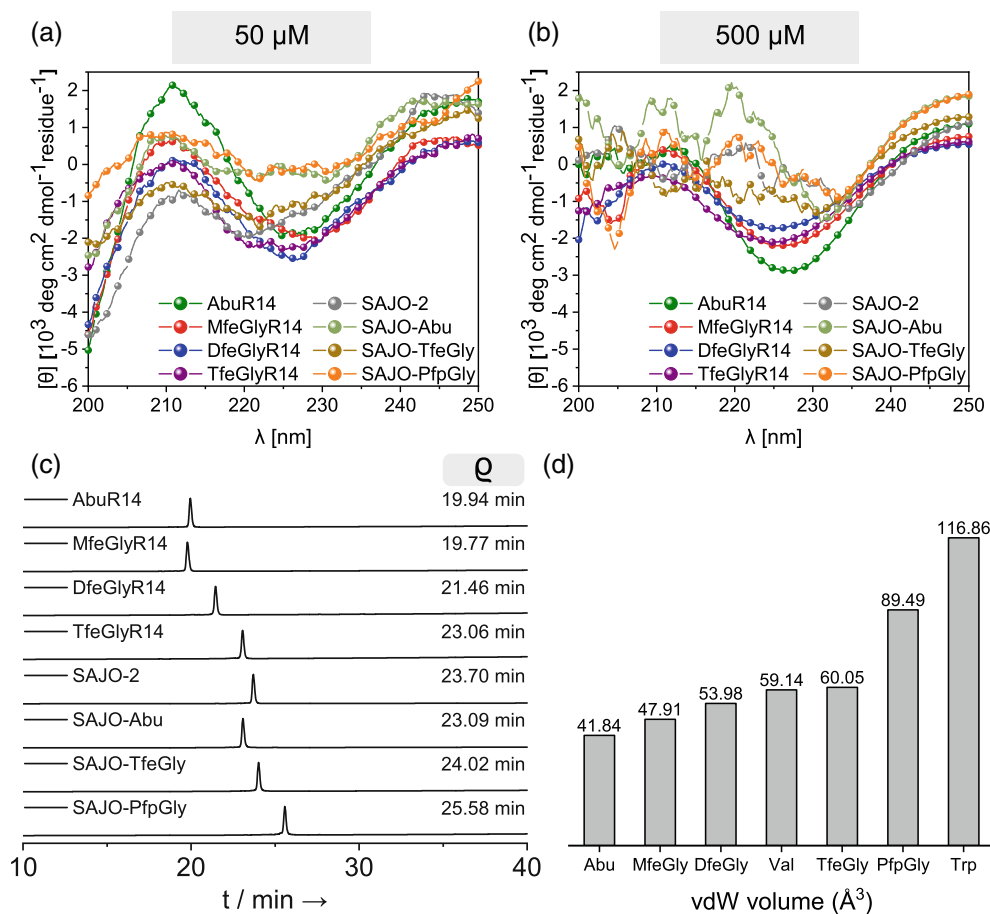 (a)
50 µM
[θ] [10³ deg cm² dmol⁻¹residue⁻¹]
2
1
0
-1
-2
-3
-4
-5
-6
AbuR14
MfeGlyR14
DfeGlyR14
TfeGlyR14
SAJO-2
SAJO-Abu
SAJO-TfeGly
SAJO-PfpGly
200 210 220 230 240 250
λ [nm]
(b)
500 µM
[θ] [10³ deg cm² dmol⁻¹residue⁻¹]
2
1
0
-1
-2
-3
-4
-5
-6
AbuR14
MfeGlyR14
DfeGlyR14
TfeGlyR14
SAJO-2
SAJO-Abu
SAJO-TfeGly
SAJO-PfpGly
200 210 220 230 240 250
λ [nm]
(c)
ϱ
AbuR14 19.94 min
MfeGlyR14 19.77 min
DfeGlyR14 21.46 min
TfeGlyR14 23.06 min
SAJO-2 23.70 min
SAJO-Abu 23.09 min
SAJO-TfeGly 24.02 min
SAJO-PfpGly 25.58 min
10 20 30 40
t / min →
(d)
41.84 47.91 53.98 59.14 60.05 89.49 116.86
Abu MfeGly DfeGly Val TfeGly PfpGly Trp
vdW volume (Å³)